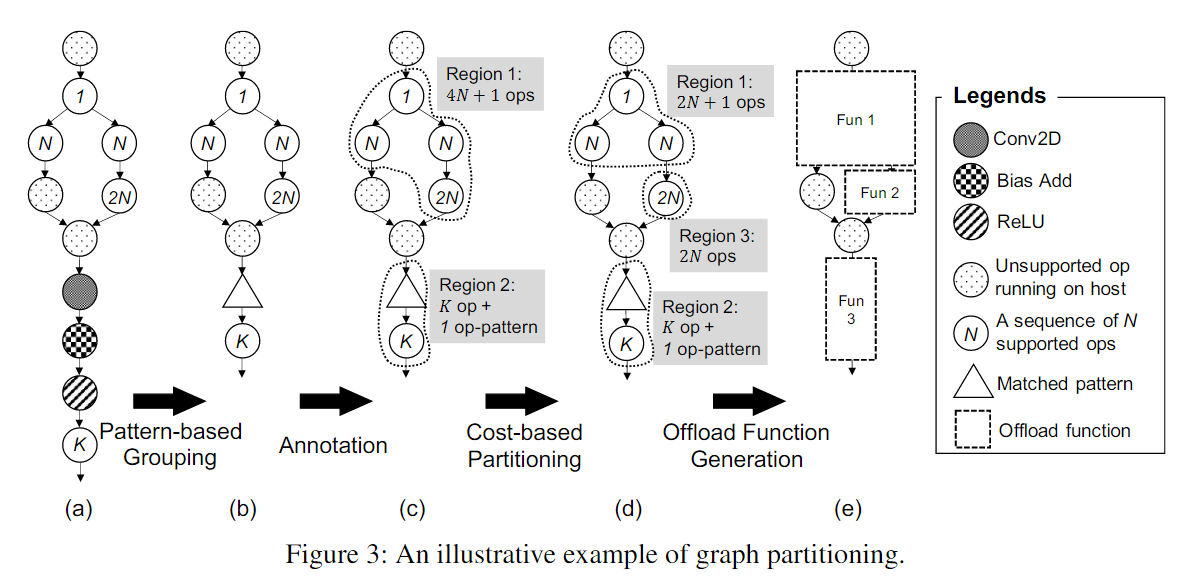 1
N
N
2N
K
1
N
N
2N
K
1
N
N
2N
K
Region 1:
4N + 1 ops
Region 2:
K op +
1 op-pattern
1
N
N
2N
K
Region 1:
2N + 1 ops
Region 3:
2N ops
Region 2:
K op +
1 op-pattern
Fun 1
Fun 2
Fun
3
Legends
Conv2D
Bias Add
ReLU
Unsupported op
running on host
N
A sequence of N
supported ops
Matched pattern
Offload function
Pattern-based
Grouping
Annotation
Cost-based
Partitioning
Offload Function
Generation
(a)
(b)
(c)
(d)
(e)
Figure 3: An illustrative example of graph partitioning.